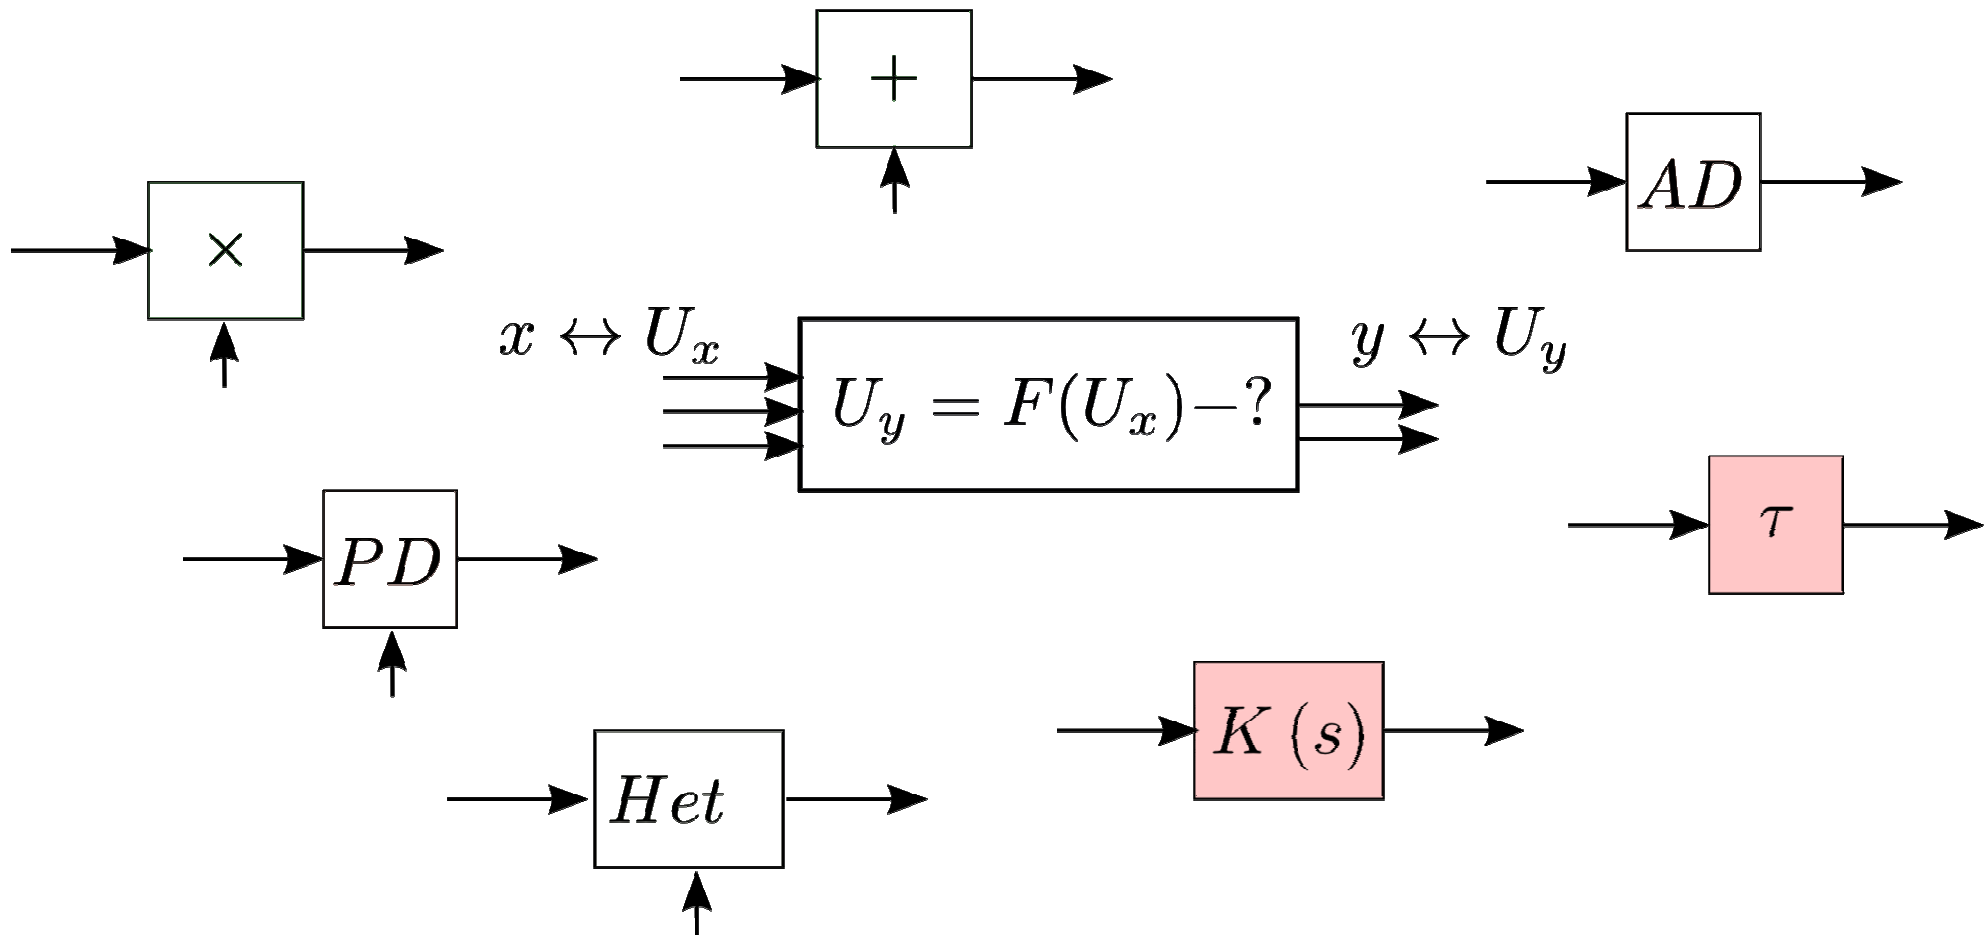 +
AD
×
x ↔ U_x
y ↔ U_y
U_y = F(U_x)−?
τ
PD
K (s)
Het